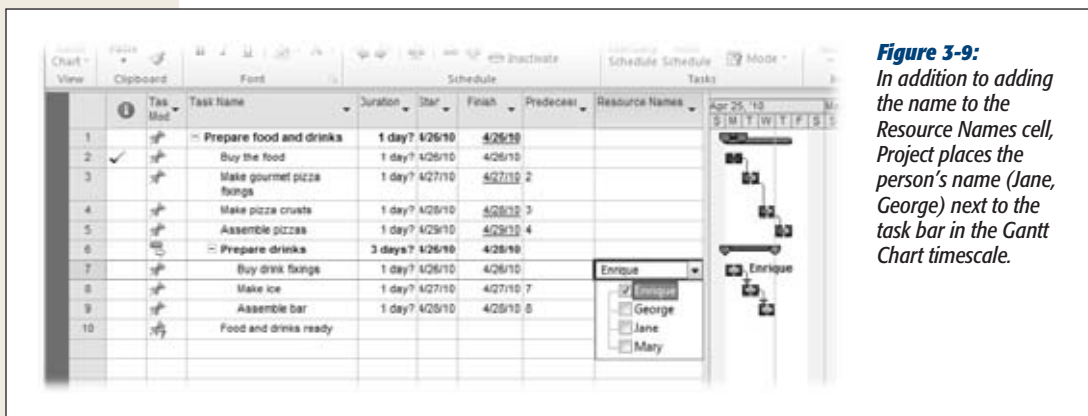 Chart
View
Clipboard
Font
Inactivate
Schedule
Schedule Schedule
Mode
Tas
Tas Mod
Task Name
Duration
Star
Finish
Predecess
Resource Names
Apr 25, '10
S M T W T F S
1 Prepare food and drinks 1 day? 4/26/10 4/26/10
2 Buy the food 1 day? 4/26/10 4/26/10
3 Make gourmet pizza fixings 1 day? 4/27/10 4/27/10 2
4 Make pizza crusts 1 day? 4/28/10 4/28/10 3
5 Assemble pizzas 1 day? 4/29/10 4/29/10 4
6 Prepare drinks 3 days? 4/26/10 4/28/10
7 Buy drink fixings 1 day? 4/26/10 4/26/10 Enrique Enrique
8 Make ice 1 day? 4/27/10 4/27/10 7 Enrique
9 Assemble bar 1 day? 4/28/10 4/28/10 8 George
10 Food and drinks ready Jane
Mary
Figure 3-9:
In addition to adding
the name to the
Resource Names cell,
Project places the
person's name (Jane,
George) next to the
task bar in the Gantt
Chart timescale.